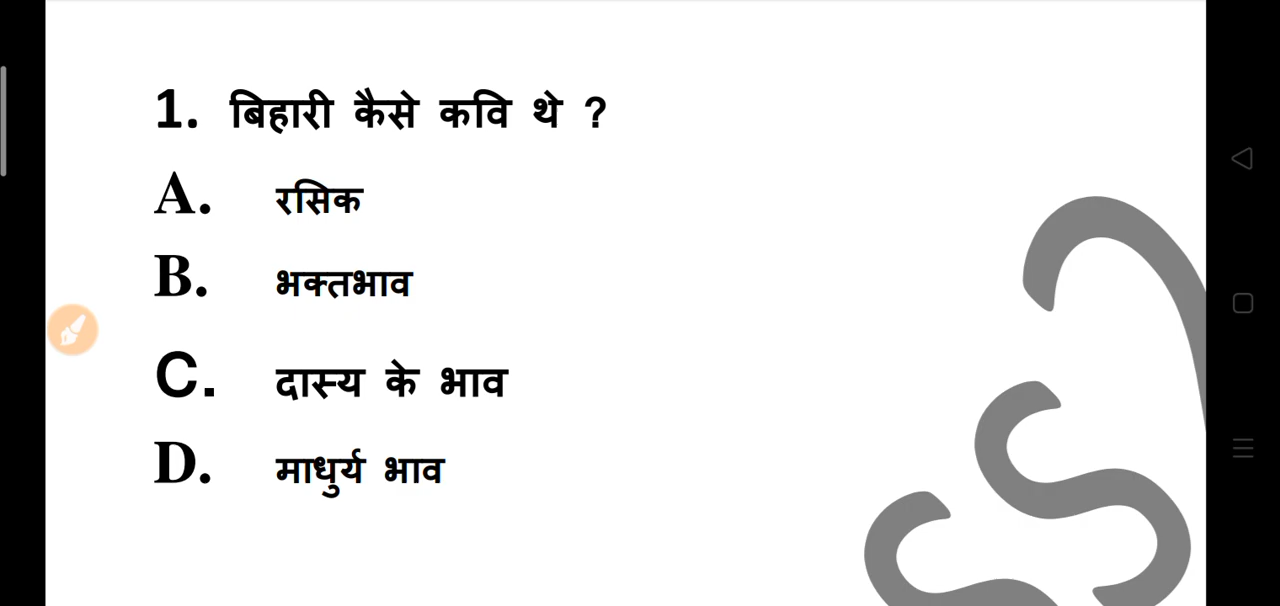 1. बिहारी कैसे कवि थे ?
A. रसिक
B. भक्तभाव
C. दास्य के भाव
D. माधुर्य भाव